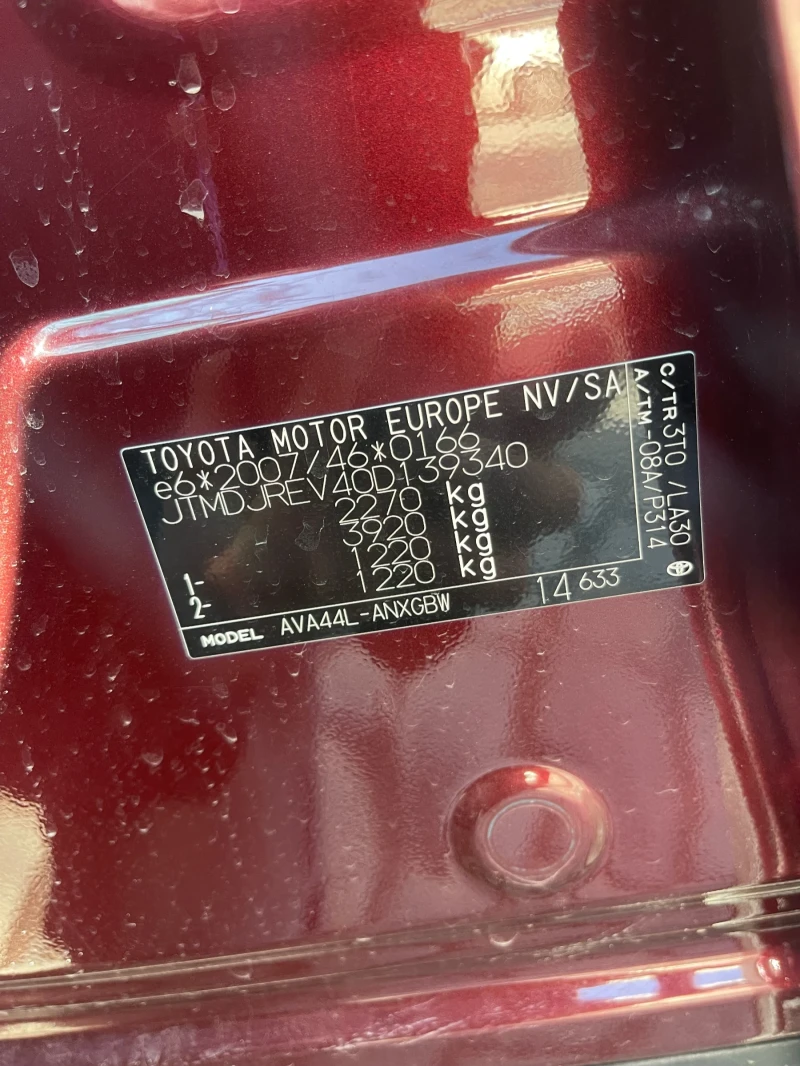 TOYOTA MOTOR EUROPE NV/SA
e6*2007/46*0166
JTMDJREV40D139340
2270 kg
3920 kg
1- 1220 kg
2- 1220 kg
MODEL AVA44L-ANXGBW 14 633
C/TR 3T0 /LA30
A/TM -08A/P314